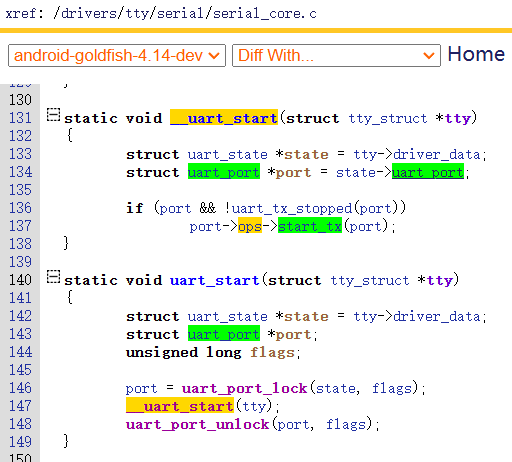 xref: /drivers/tty/serial/serial_core.c
android-goldfish-4.14-dev Diff With... Home
129 }
130
131 static void __uart_start(struct tty_struct *tty)
132 {
133 struct uart_state *state = tty->driver_data;
134 struct uart_port *port = state->uart_port;
135
136 if (port && !uart_tx_stopped(port))
137 port->ops->start_tx(port);
138 }
139
140 static void uart_start(struct tty_struct *tty)
141 {
142 struct uart_state *state = tty->driver_data;
143 struct uart_port *port;
144 unsigned long flags;
145
146 port = uart_port_lock(state, flags);
147 __uart_start(tty);
148 uart_port_unlock(port, flags);
149 }
150